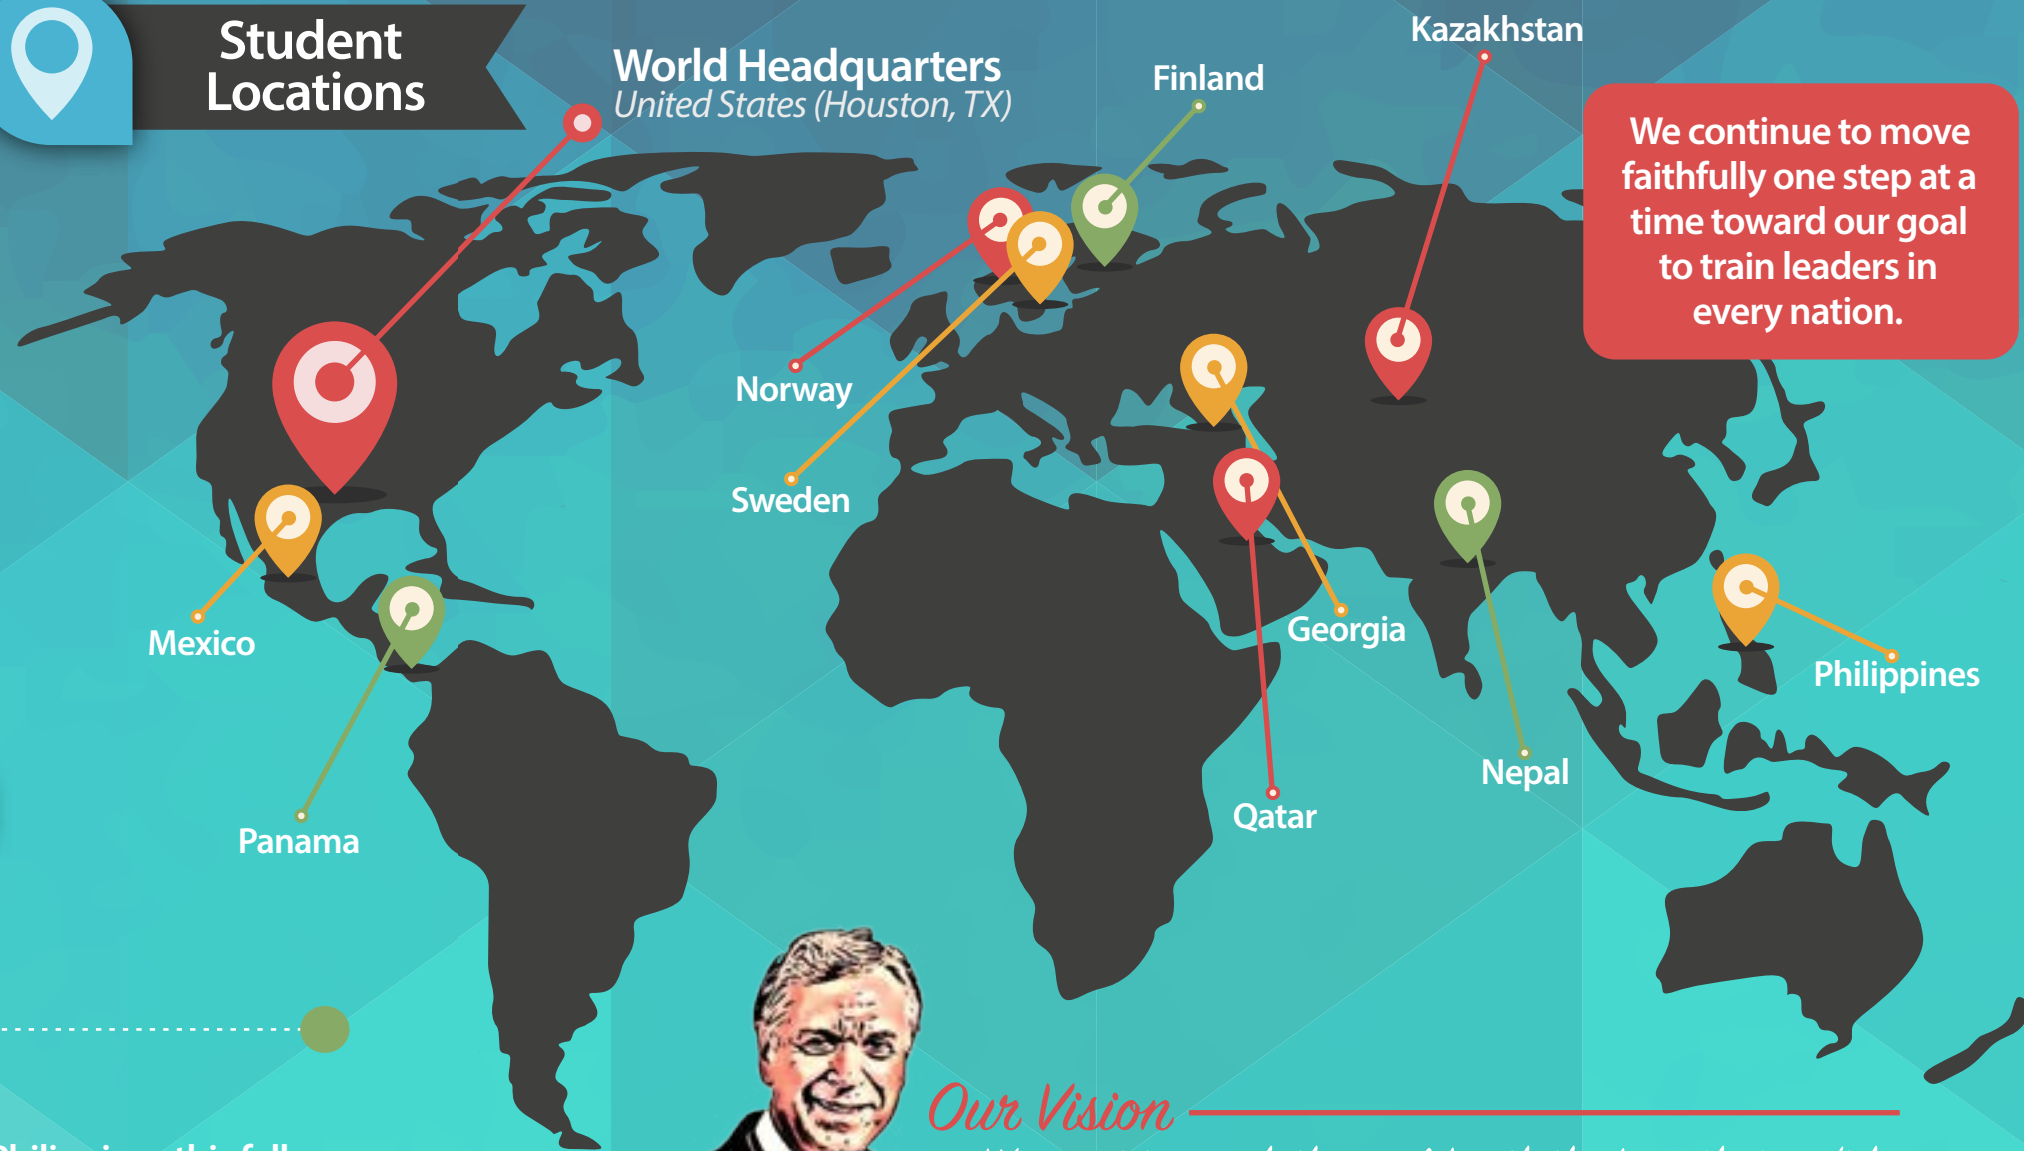 Student
Locations
World Headquarters
United States (Houston, TX)
Kazakhstan
Finland
We continue to move
faithfully one step at a
time toward our goal
to train leaders in
every nation.
Norway
Sweden
Mexico
Georgia
Philippines
Nepal
Qatar
Panama
Our Vision